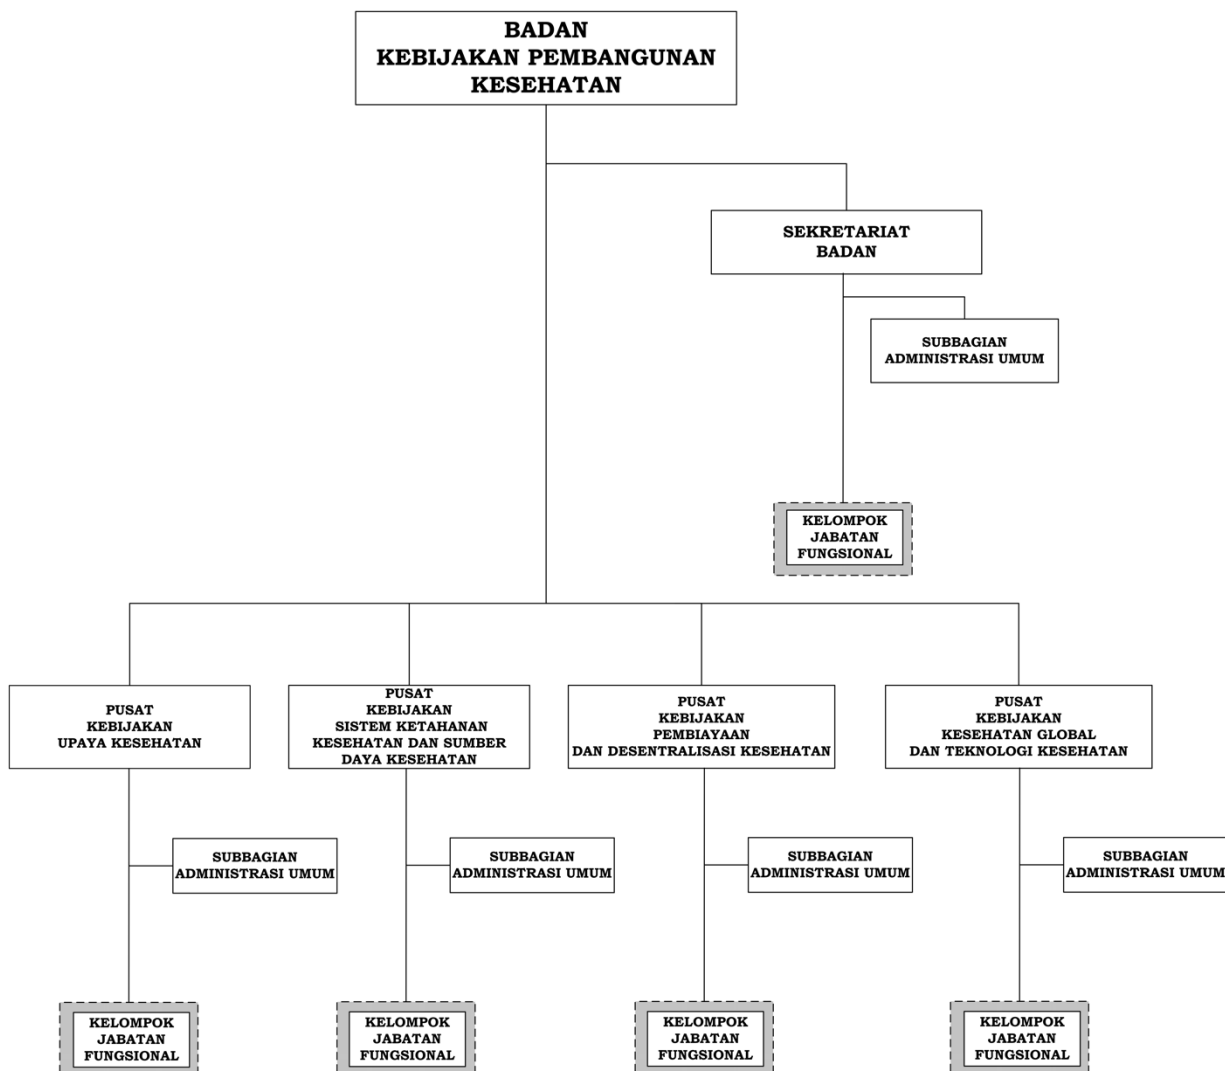 BADAN
KEBIJAKAN PEMBANGUNAN
KESEHATAN
SEKRETARIAT
BADAN
SUBBAGIAN
ADMINISTRASI UMUM
KELOMPOK
JABATAN
FUNGSIONAL
PUSAT
KEBIJAKAN
UPAYA KESEHATAN
PUSAT
KEBIJAKAN
SISTEM KETAHANAN
KESEHATAN DAN SUMBER
DAYA KESEHATAN
PUSAT
KEBIJAKAN
PEMBIAYAAN
DAN DESENTRALISASI KESEHATAN
PUSAT
KEBIJAKAN
KESEHATAN GLOBAL
DAN TEKNOLOGI KESEHATAN
SUBBAGIAN
ADMINISTRASI UMUM
SUBBAGIAN
ADMINISTRASI UMUM
SUBBAGIAN
ADMINISTRASI UMUM
SUBBAGIAN
ADMINISTRASI UMUM
KELOMPOK
JABATAN
FUNGSIONAL
KELOMPOK
JABATAN
FUNGSIONAL
KELOMPOK
JABATAN
FUNGSIONAL
KELOMPOK
JABATAN
FUNGSIONAL